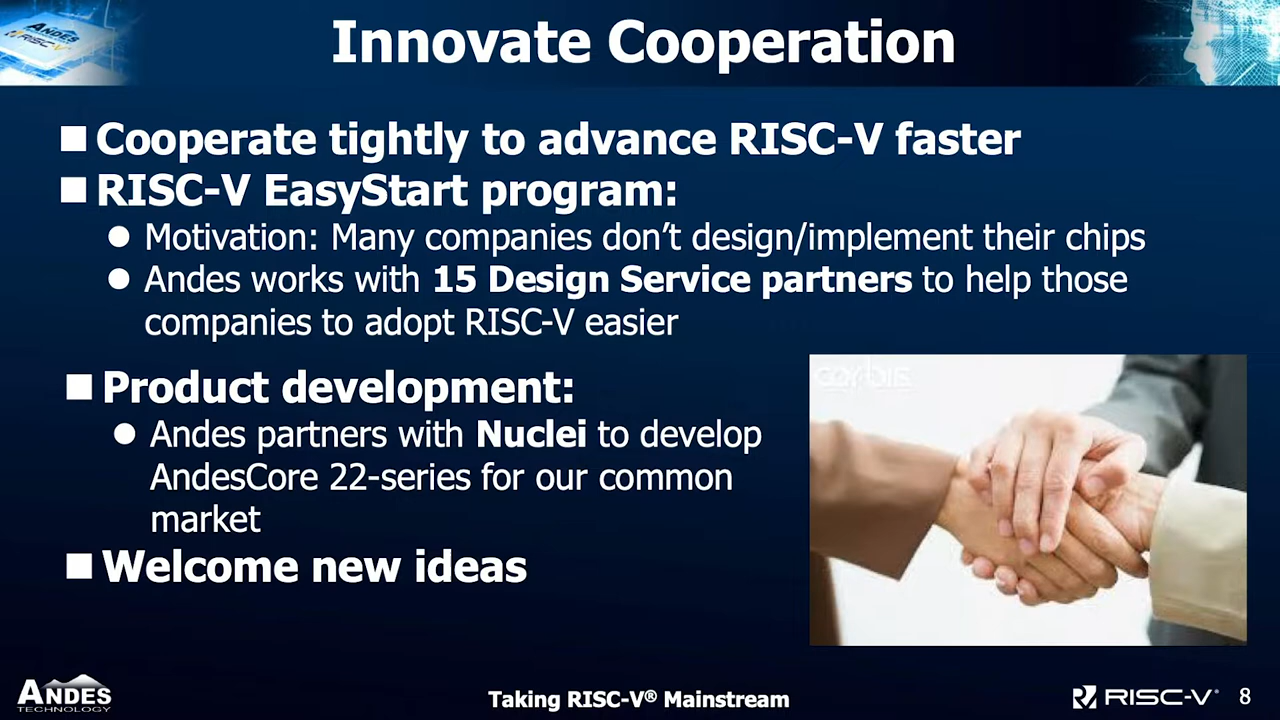 ANDES
RISC-V
Innovate Cooperation
Cooperate tightly to advance RISC-V faster
RISC-V EasyStart program:
Motivation: Many companies don’t design/implement their chips
Andes works with 15 Design Service partners to help those
companies to adopt RISC-V easier
Product development:
Andes partners with Nuclei to develop
AndesCore 22-series for our common
market
Welcome new ideas
corbis
ANDES
TECHNOLOGY
Taking RISC-V® Mainstream
RISC-V®
8